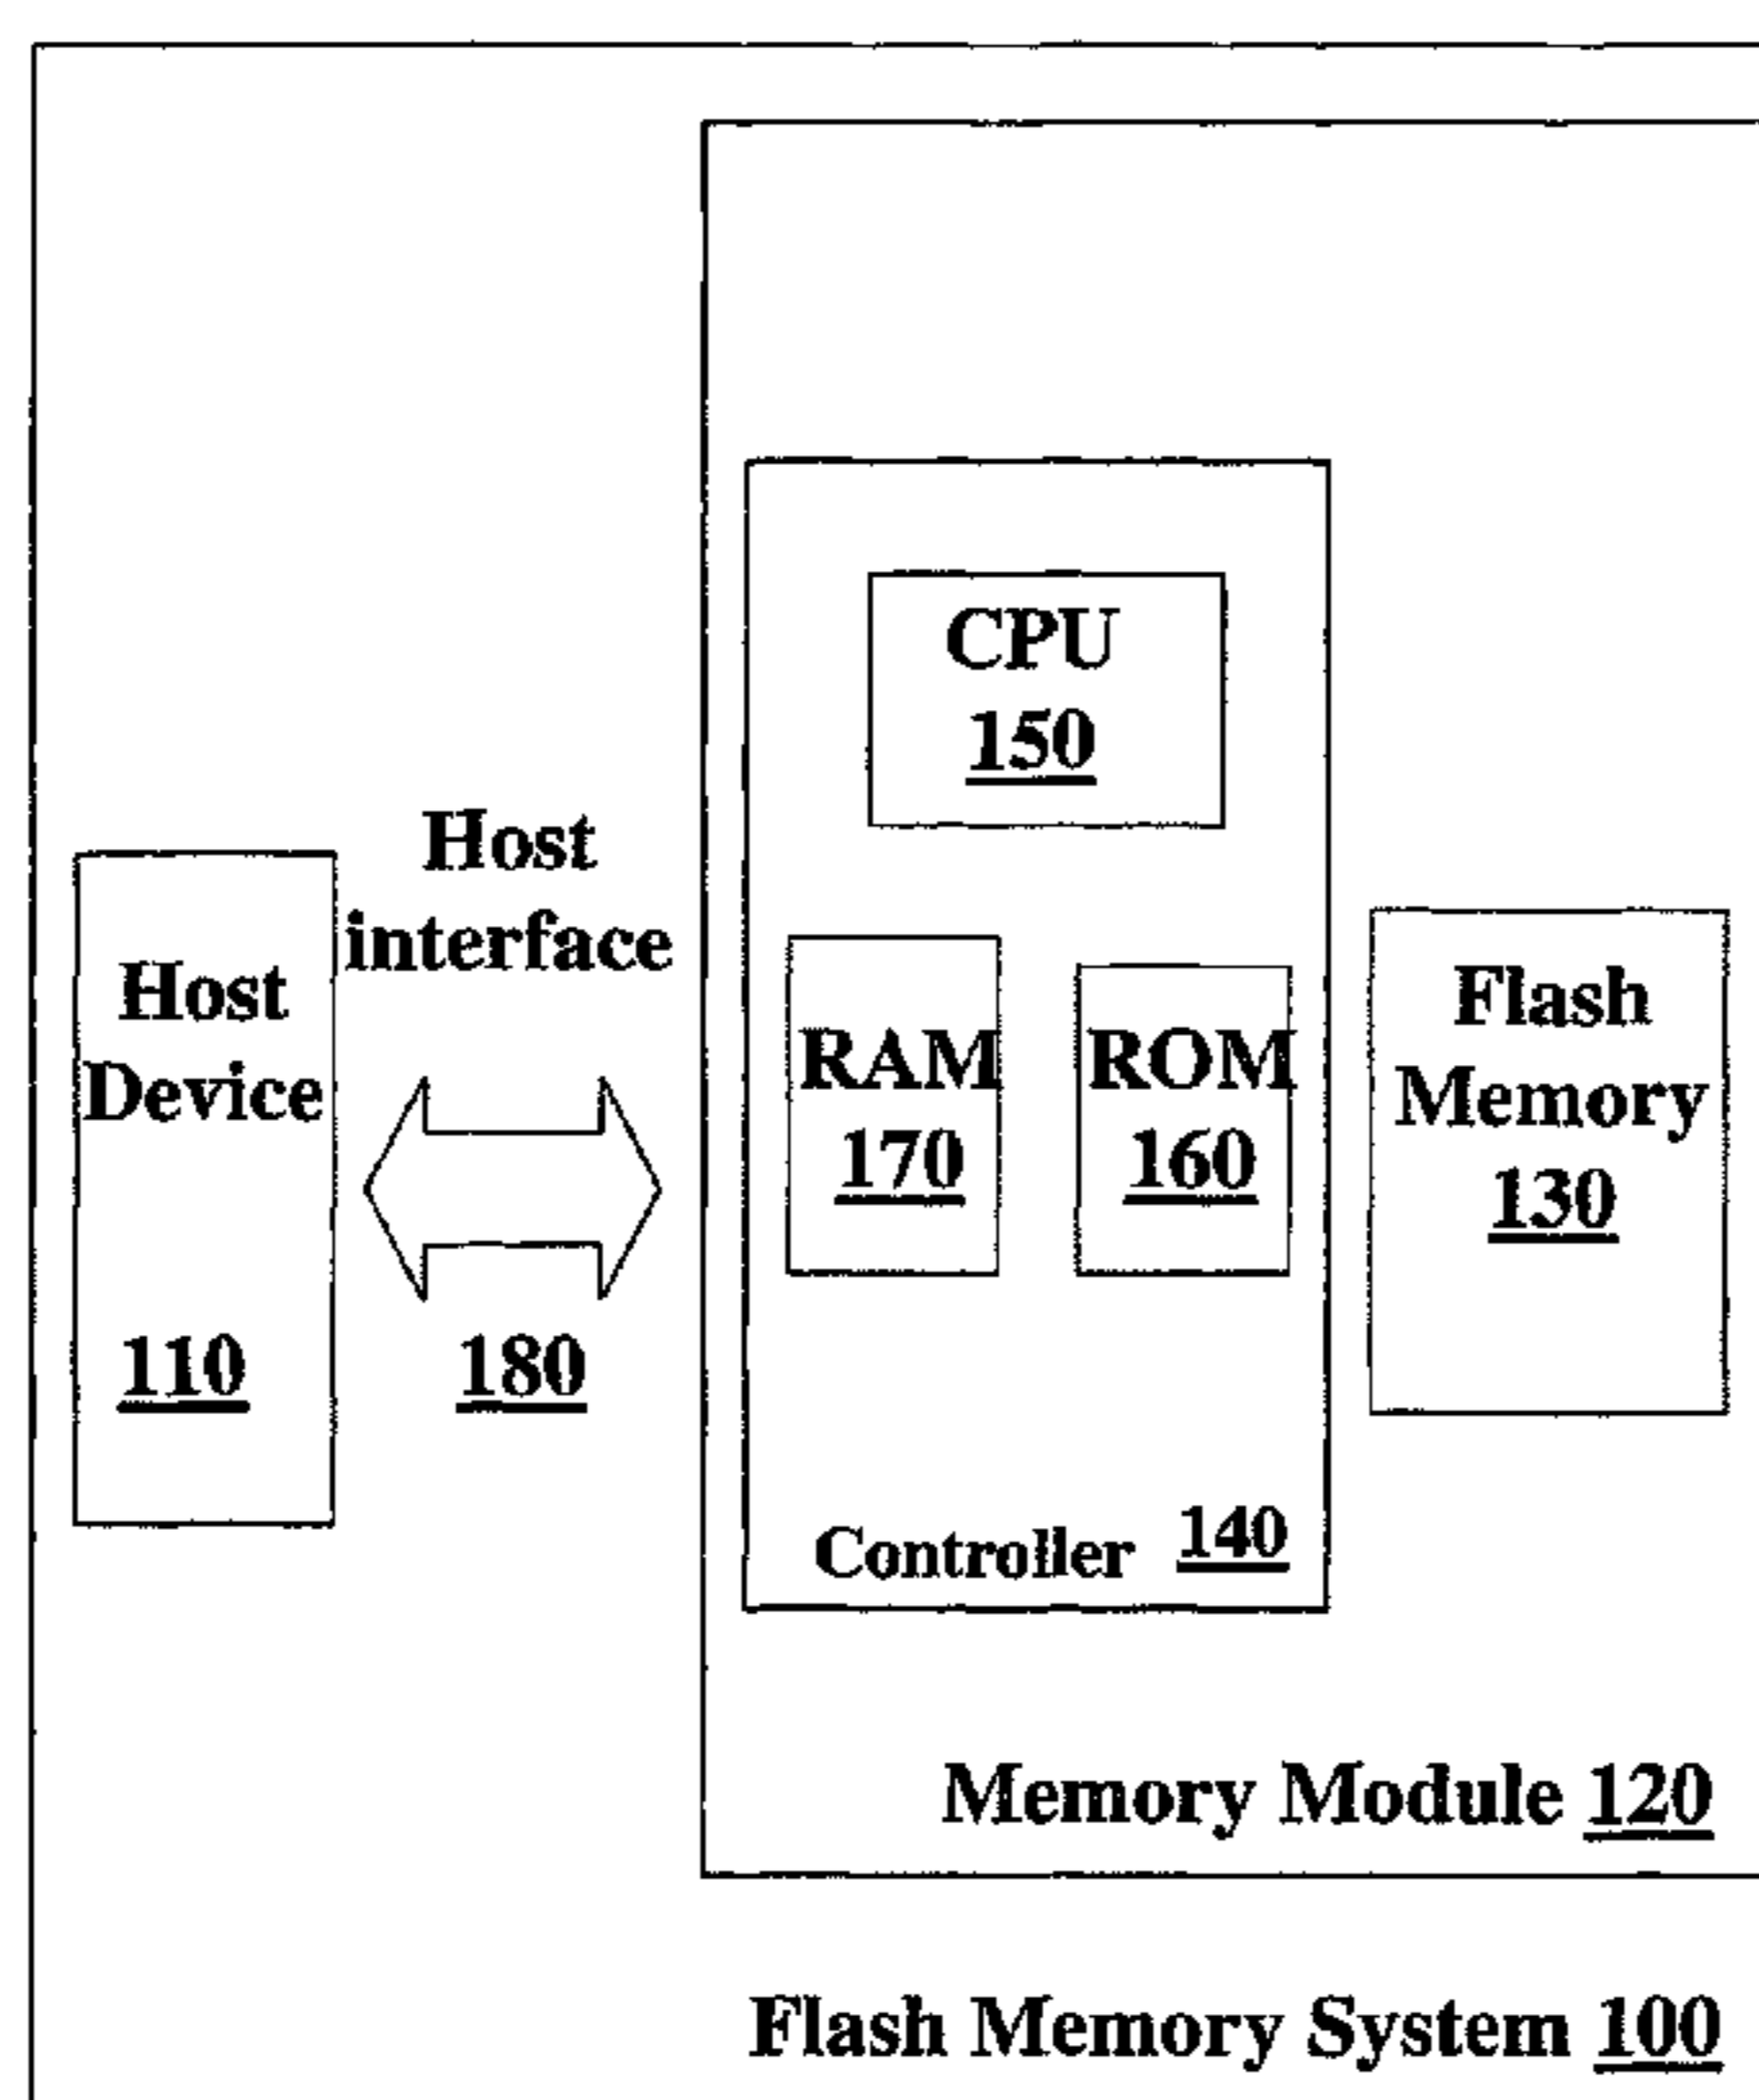 CPU
150
Host
interface
Host
Device
110
180
RAM
170
ROM
160
Flash
Memory
130
Controller 140
Memory Module 120
Flash Memory System 100